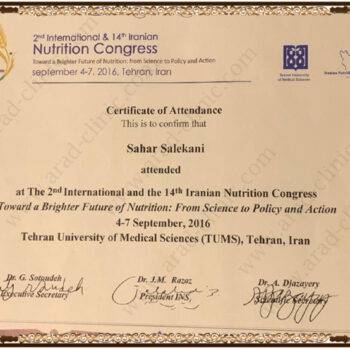 2nd International & 14th Iranian
Nutrition Congress
Toward a Brighter Future of Nutrition: from Science to Policy and Action
september 4-7, 2016, Tehran, Iran
Certificate of Attendance
This is to confirm that
Sahar Salekani
attended
at The 2nd International and the 14th Iranian Nutrition Congress
Toward a Brighter Future of Nutrition: From Science to Policy and Action
4-7 September, 2016
Tehran University of Medical Sciences (TUMS), Tehran, Iran
Dr. G. Sotoudeh
Executive Secretary
Dr. J.M. Razaz
President INS
Dr. A. Djazayery
Scientific Secretary